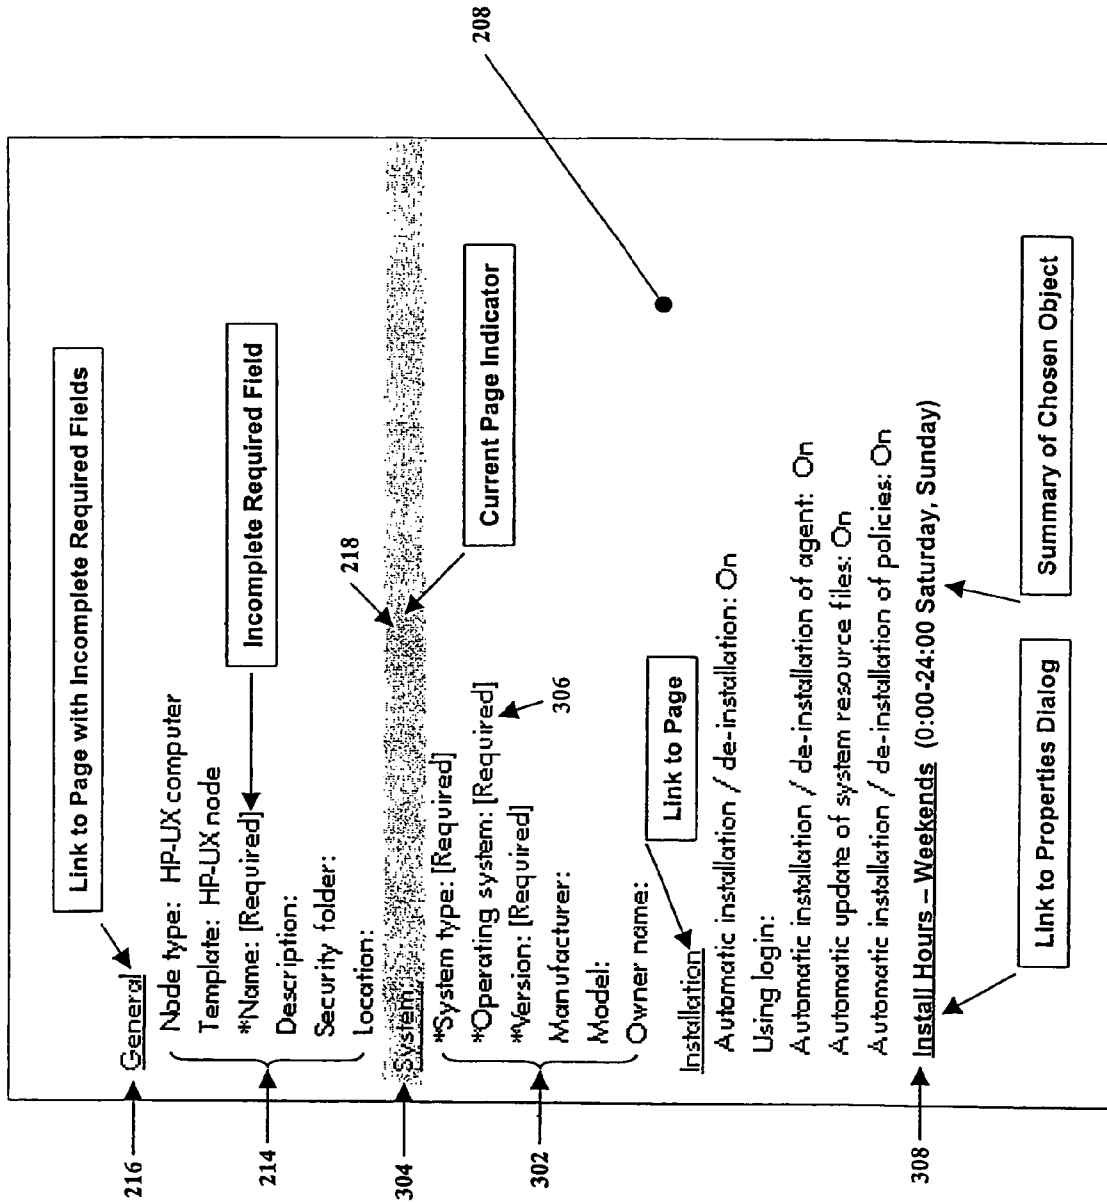 Link to Page with Incomplete Required Fields
216
General
Node type: HP-UX computer
Template: HP-UX node
*Name: [Required]
Incomplete Required Field
Description:
Security folder:
Location:
214
218
304
System
Current Page Indicator
*System type: [Required]
*Operating system: [Required]
306
*Version: [Required]
Manufacturer:
Model:
Owner name:
302
208
Link to Page
Installation
Automatic installation / de-installation: On
Using login:
Automatic installation / de-installation of agent: On
Automatic update of system resource files: On
Automatic installation / de-installation of policies: On
308
Install Hours – Weekends (0:00-24:00 Saturday, Sunday)
Link to Properties Dialog
Summary of Chosen Object